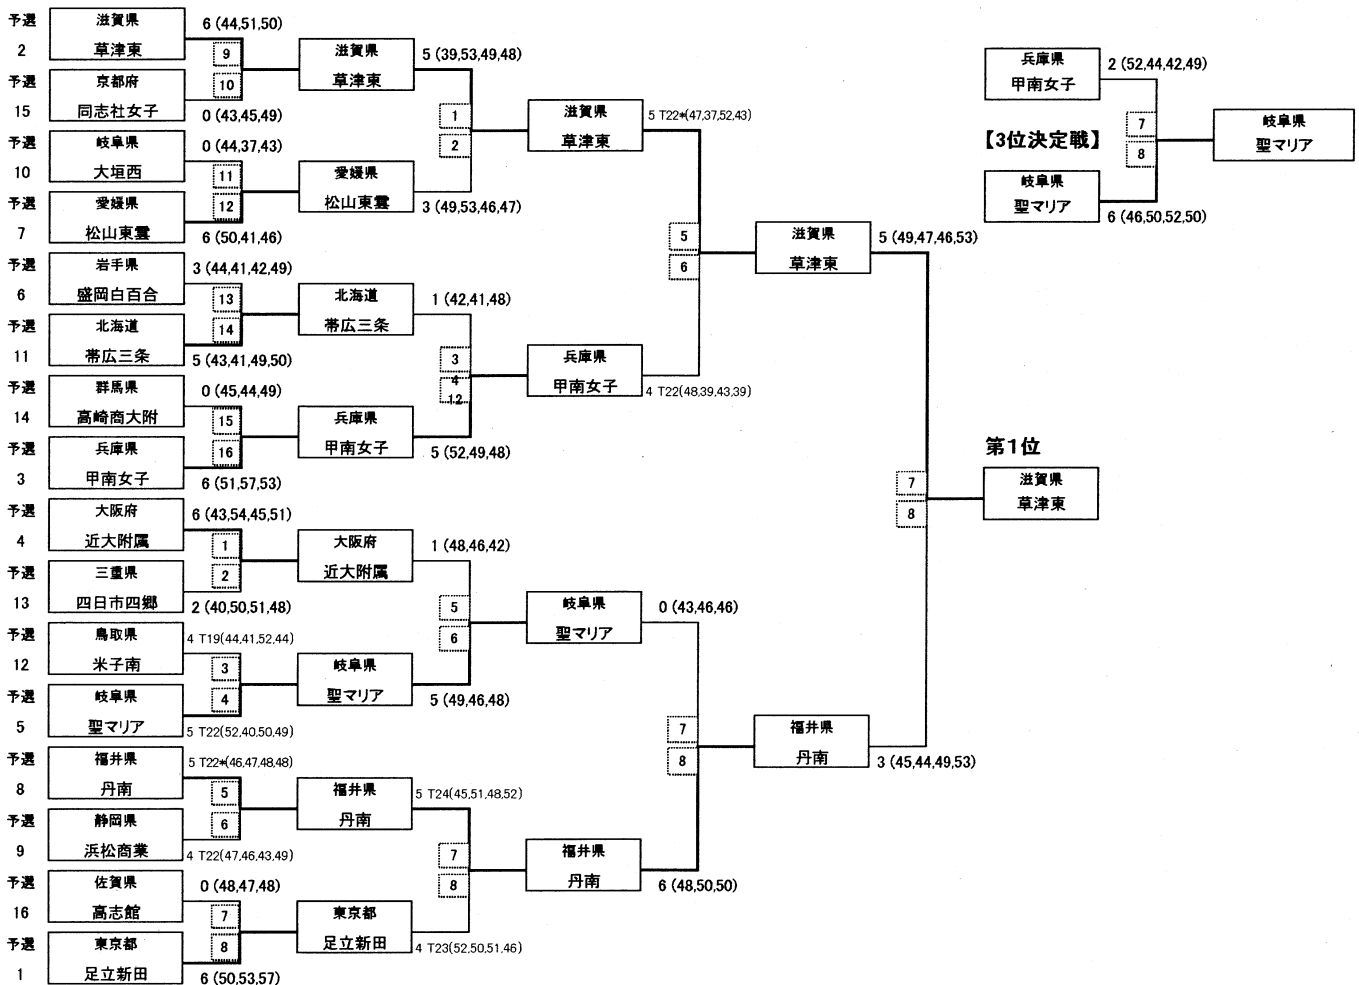 予選
2
滋賀県
草津東
6 (44,51,50)
9
10
予選
15
京都府
同志社女子
0 (43,45,49)
滋賀県
草津東
5 (39,53,49,48)
予選
10
岐阜県
大垣西
0 (44,37,43)
11
12
予選
7
愛媛県
松山東雲
6 (50,41,46)
愛媛県
松山東雲
3 (49,53,46,47)
1
2
滋賀県
草津東
5 T22*(47,37,52,43)
予選
6
岩手県
盛岡白百合
3 (44,41,42,49)
13
14
予選
11
北海道
帯広三条
5 (43,41,49,50)
北海道
帯広三条
1 (42,41,48)
予選
14
群馬県
高崎商大附
0 (45,44,49)
15
16
予選
3
兵庫県
甲南女子
6 (51,57,53)
兵庫県
甲南女子
5 (52,49,48)
3
4
12
兵庫県
甲南女子
4 T22(48,39,43,39)
5
6
滋賀県
草津東
5 (49,47,46,53)
予選
4
大阪府
近大附属
6 (43,54,45,51)
1
2
予選
13
三重県
四日市四郷
2 (40,50,51,48)
大阪府
近大附属
1 (48,46,42)
予選
12
鳥取県
米子南
4 T19(44,41,52,44)
3
4
予選
5
岐阜県
聖マリア
5 T22(52,40,50,49)
岐阜県
聖マリア
5 (49,46,48)
5
6
岐阜県
聖マリア
0 (43,46,46)
予選
8
福井県
丹南
5 T22*(46,47,48,48)
5
6
予選
9
静岡県
浜松商業
4 T22(47,46,43,49)
福井県
丹南
5 T24(45,51,48,52)
予選
16
佐賀県
高志館
0 (48,47,48)
7
8
予選
1
東京都
足立新田
6 (50,53,57)
東京都
足立新田
4 T23(52,50,51,46)
7
8
福井県
丹南
6 (48,50,50)
7
8
福井県
丹南
3 (45,44,49,53)
7
8
第1位
滋賀県
草津東
【3位決定戦】
兵庫県
甲南女子
2 (52,44,42,49)
7
8
岐阜県
聖マリア
6 (46,50,52,50)
岐阜県
聖マリア